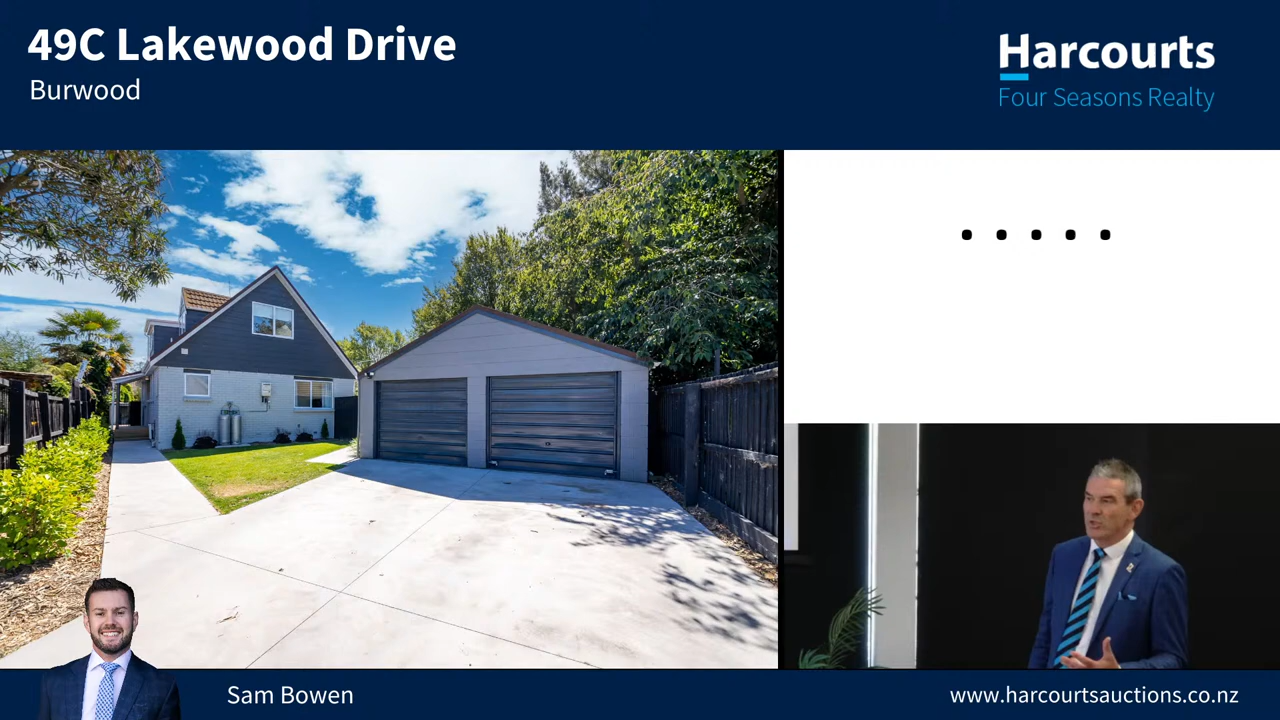 49C Lakewood Drive
Burwood
Harcourts
Four Seasons Realty
.....
Sam Bowen
www.harcourtsauctions.co.nz